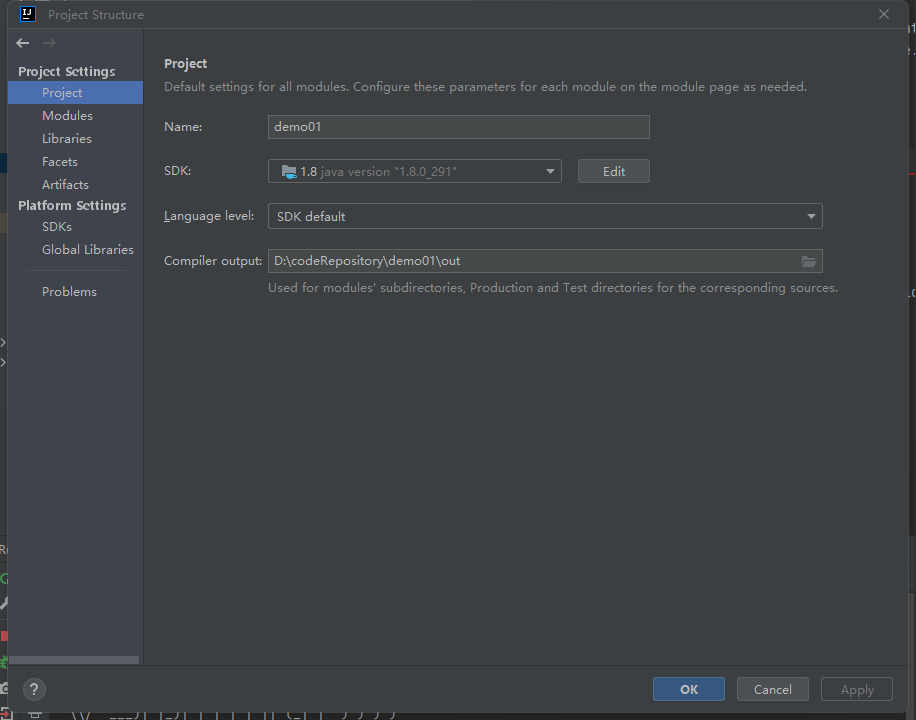 Project Structure
Project Settings
Project
Modules
Libraries
Facets
Artifacts
Platform Settings
SDKs
Global Libraries
Problems
Project
Default settings for all modules. Configure these parameters for each module on the module page as needed.
Name:
demo01
SDK:
1.8 java version "1.8.0_291"
Edit
Language level:
SDK default
Compiler output:
D:\codeRepository\demo01\out
Used for modules' subdirectories, Production and Test directories for the corresponding sources.
?
OK
Cancel
Apply